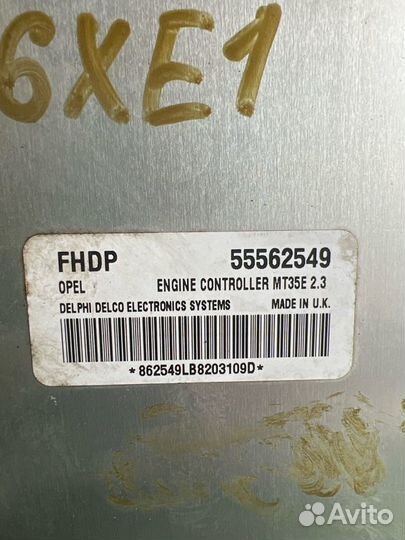 6XE1
FHDP 55562549
OPEL ENGINE CONTROLLER MT35E 2.3
DELPHI DELCO ELECTRONICS SYSTEMS MADE IN U.K.
*862549LB8203109D*
Avito